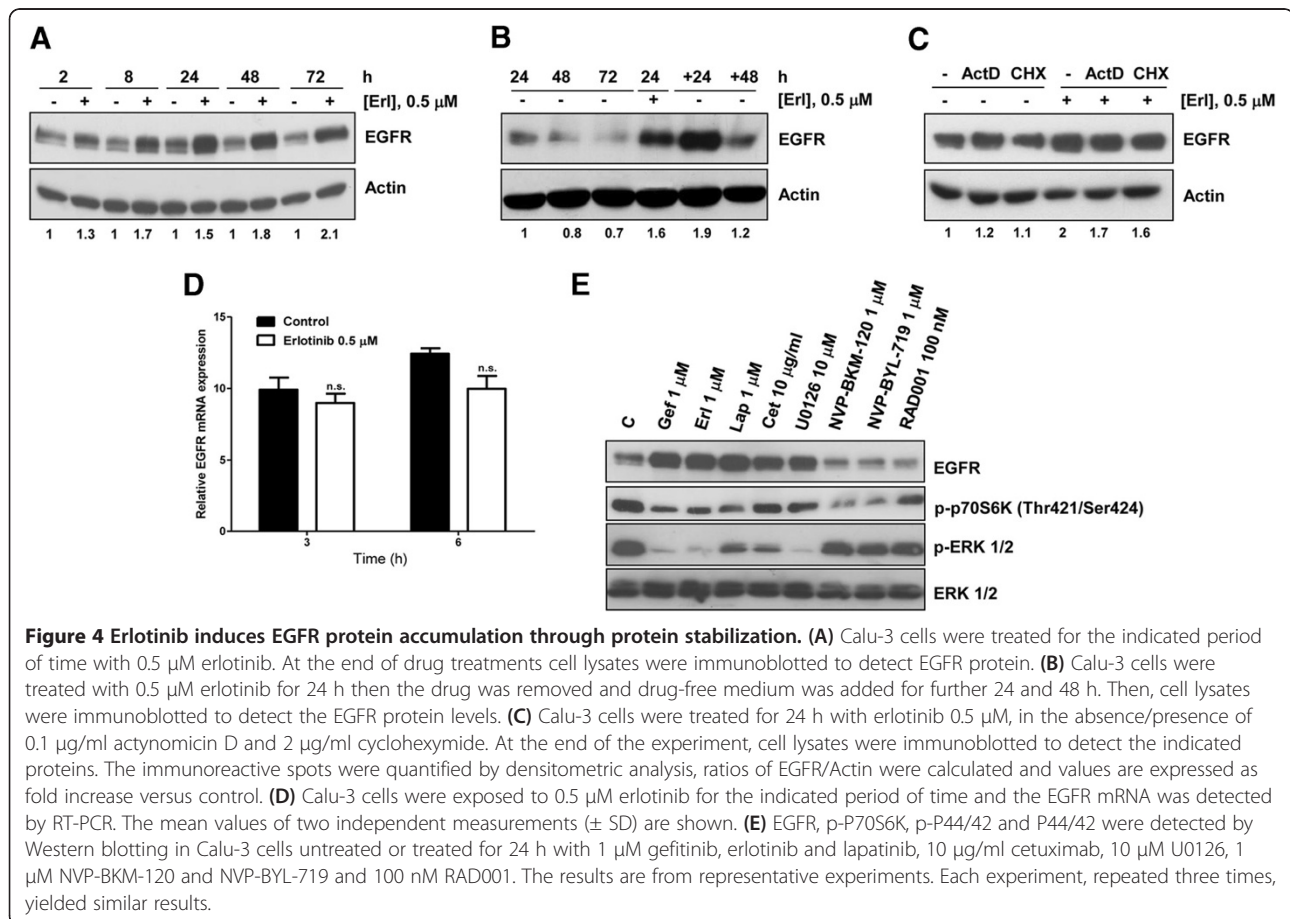 A
2 8 24 48 72 h
- + - + - + - + - + [Erl], 0.5 µM
EGFR
Actin
1 1.3 1 1.7 1 1.5 1 1.8 1 2.1
B
24 48 72 24 +24 +48 h
- - - + - - [Erl], 0.5 µM
EGFR
Actin
1 0.8 0.7 1.6 1.9 1.2
C
- ActD CHX - ActD CHX
- - - + + + [Erl], 0.5 µM
EGFR
Actin
1 1.2 1.1 2 1.7 1.6
D
Control
Erlotinib 0.5 µM
Relative EGFR mRNA expression
15
10
5
0
n.s.
n.s.
3 6
Time (h)
E
C
Gef 1 µM
Erl 1 µM
Lap 1 µM
Cet 10 µg/ml
U0126 10 µM
NVP-BKM-120 1 µM
NVP-BYL-719 1 µM
RAD001 100 nM
EGFR
p-p70S6K (Thr421/Ser424)
p-ERK 1/2
ERK 1/2
Figure 4 Erlotinib induces EGFR protein accumulation through protein stabilization. (A) Calu-3 cells were treated for the indicated period
of time with 0.5 µM erlotinib. At the end of drug treatments cell lysates were immunoblotted to detect EGFR protein. (B) Calu-3 cells were
treated with 0.5 µM erlotinib for 24 h then the drug was removed and drug-free medium was added for further 24 and 48 h. Then, cell lysates
were immunoblotted to detect the EGFR protein levels. (C) Calu-3 cells were treated for 24 h with erlotinib 0.5 µM, in the absence/presence of
0.1 µg/ml actynomicin D and 2 µg/ml cyclohexymide. At the end of the experiment, cell lysates were immunoblotted to detect the indicated
proteins. The immunoreactive spots were quantified by densitometric analysis, ratios of EGFR/Actin were calculated and values are expressed as
fold increase versus control. (D) Calu-3 cells were exposed to 0.5 µM erlotinib for the indicated period of time and the EGFR mRNA was detected
by RT-PCR. The mean values of two independent measurements (± SD) are shown. (E) EGFR, p-P70S6K, p-P44/42 and P44/42 were detected by
Western blotting in Calu-3 cells untreated or treated for 24 h with 1 µM gefitinib, erlotinib and lapatinib, 10 µg/ml cetuximab, 10 µM U0126, 1
µM NVP-BKM-120 and NVP-BYL-719 and 100 nM RAD001. The results are from representative experiments. Each experiment, repeated three times,
yielded similar results.